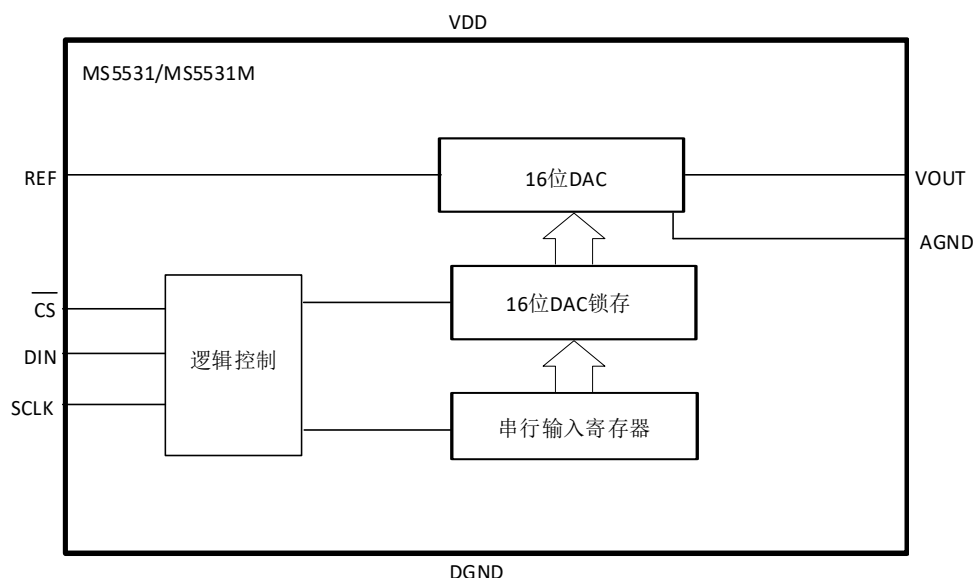 VDD
MS5531/MS5531M
REF
16位DAC
VOUT
AGND
CS
16位DAC锁存
DIN
逻辑控制
SCLK
串行输入寄存器
DGND